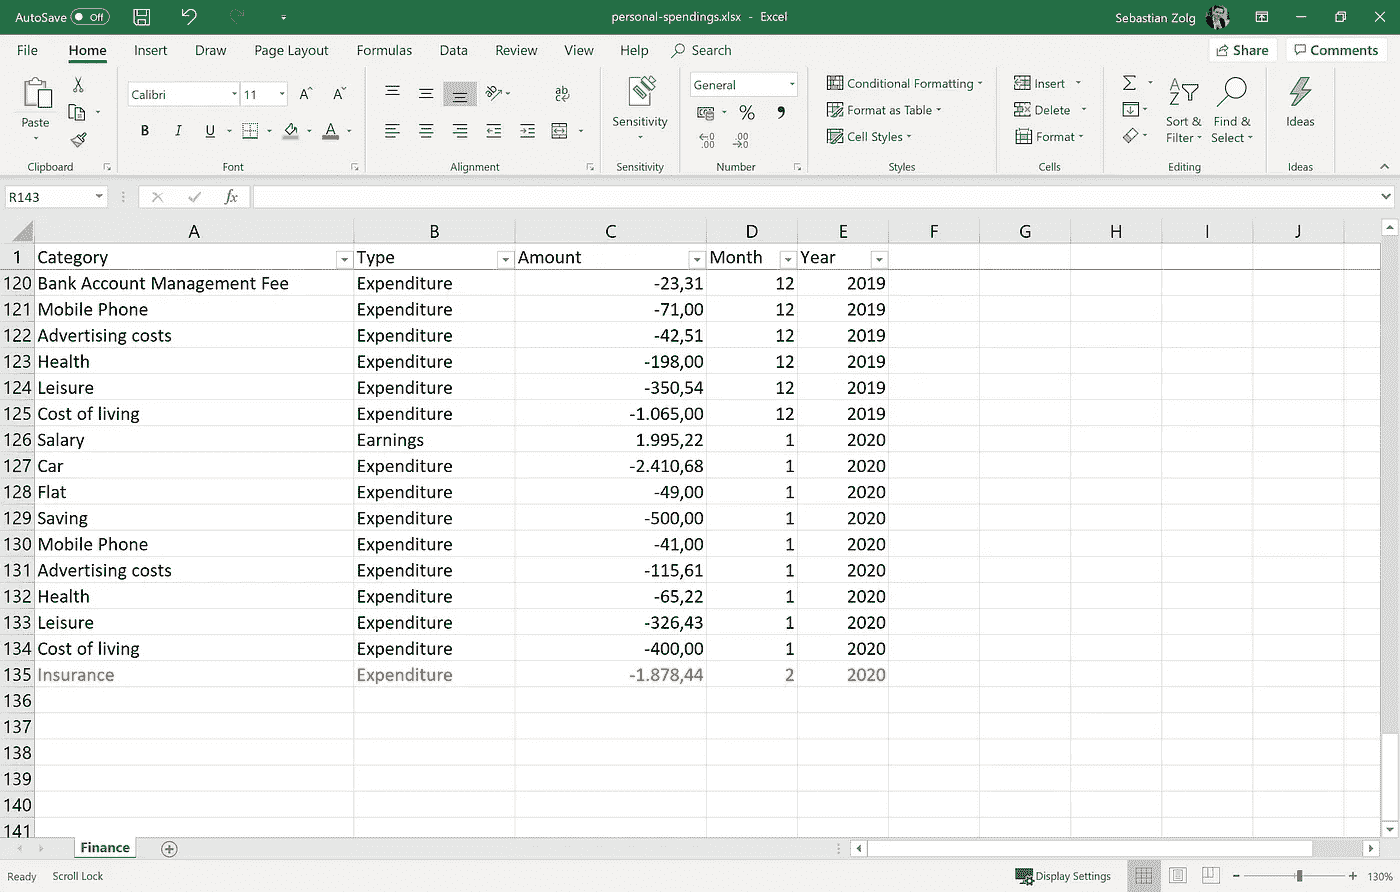 AutoSave Off personal-spendings.xlsx - Excel Sebastian Zolg
File Home Insert Draw Page Layout Formulas Data Review View Help Search Share Comments
Calibri 11 General Conditional Formatting Insert
Paste B I U Sensitivity % Format as Table Delete Sort & Filter Find & Select Ideas
Cell Styles Format
Clipboard Font Alignment Sensitivity Number Styles Cells Editing Ideas
R143 fx
A B C D E F G H I J
1 Category Type Amount Month Year
120 Bank Account Management Fee Expenditure -23,31 12 2019
121 Mobile Phone Expenditure -71,00 12 2019
122 Advertising costs Expenditure -42,51 12 2019
123 Health Expenditure -198,00 12 2019
124 Leisure Expenditure -350,54 12 2019
125 Cost of living Expenditure -1.065,00 12 2019
126 Salary Earnings 1.995,22 1 2020
127 Car Expenditure -2.410,68 1 2020
128 Flat Expenditure -49,00 1 2020
129 Saving Expenditure -500,00 1 2020
130 Mobile Phone Expenditure -41,00 1 2020
131 Advertising costs Expenditure -115,61 1 2020
132 Health Expenditure -65,22 1 2020
133 Leisure Expenditure -326,43 1 2020
134 Cost of living Expenditure -400,00 1 2020
135 Insurance Expenditure -1.878,44 2 2020
136
137
138
139
140
141
Finance
Ready Scroll Lock Display Settings 130%